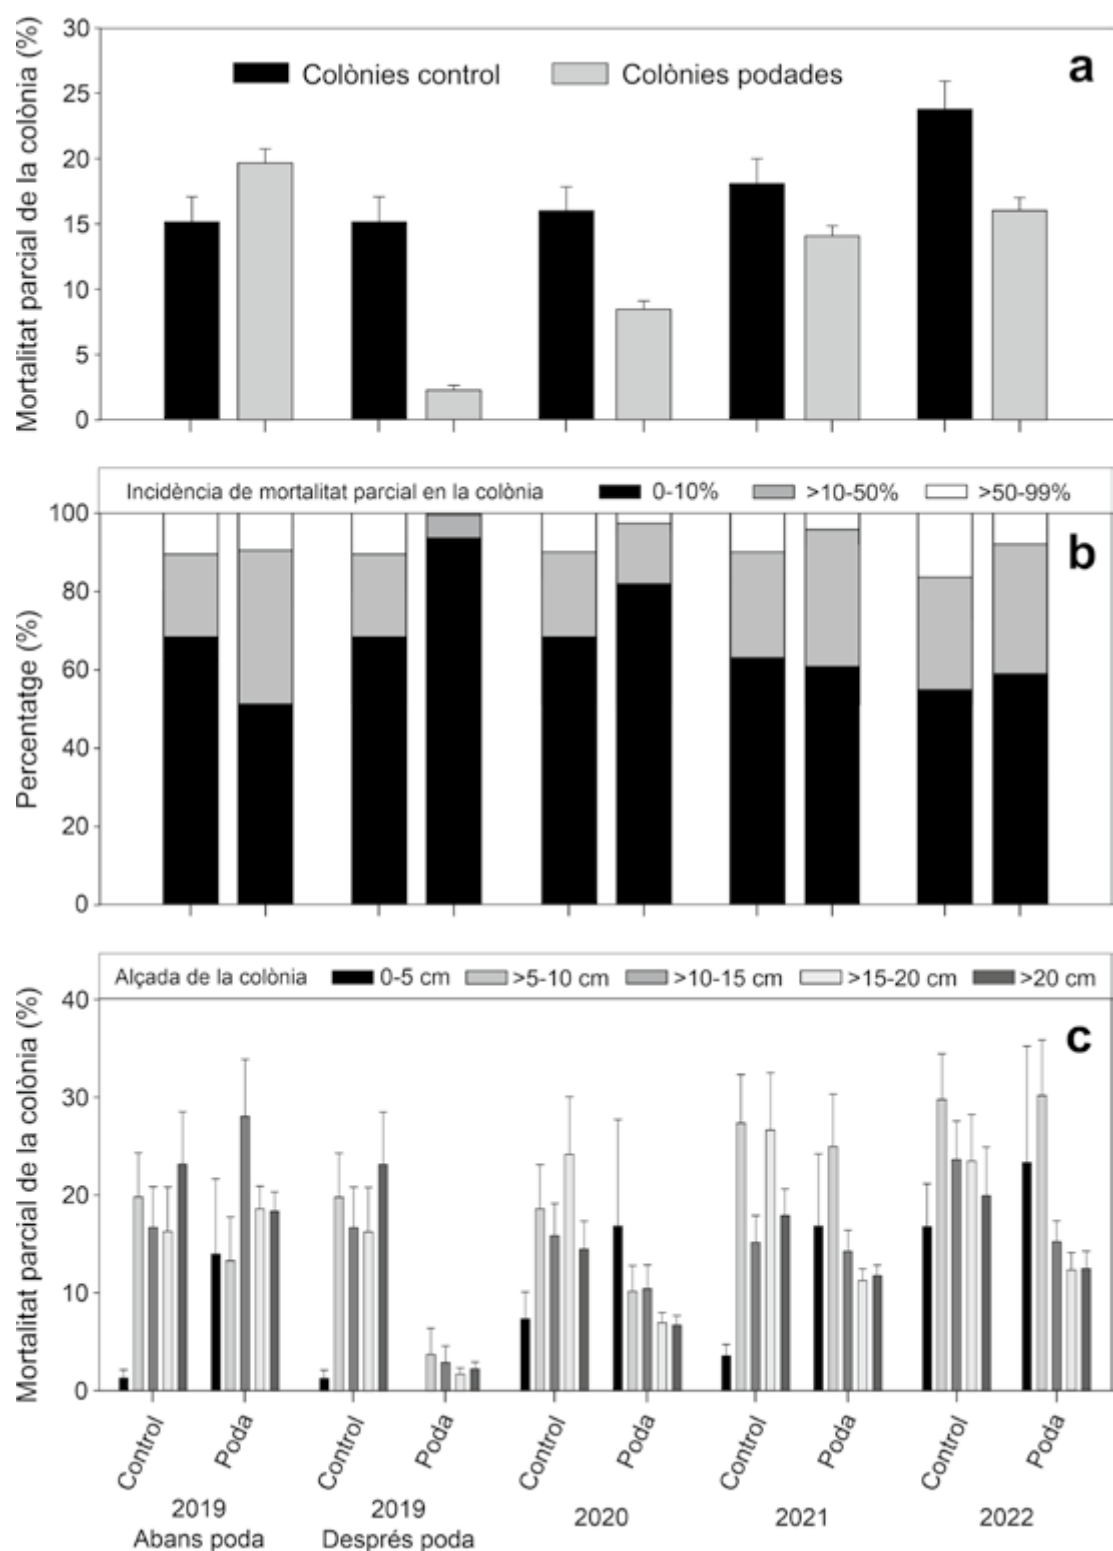 Mortalitat parcial de la colònia (%)
30
25
20
15
10
5
0
Colònies control
Colònies podades
a
Incidència de mortalitat parcial en la colònia 0-10% >10-50% >50-99%
Percentatge (%)
100
80
60
40
20
0
b
Alçada de la colònia 0-5 cm >5-10 cm >10-15 cm >15-20 cm >20 cm
Mortalitat parcial de la colònia (%)
40
30
20
10
0
c
Control Poda Control Poda Control Poda Control Poda Control Poda
2019 2019 2020 2021 2022
Abans poda Després poda